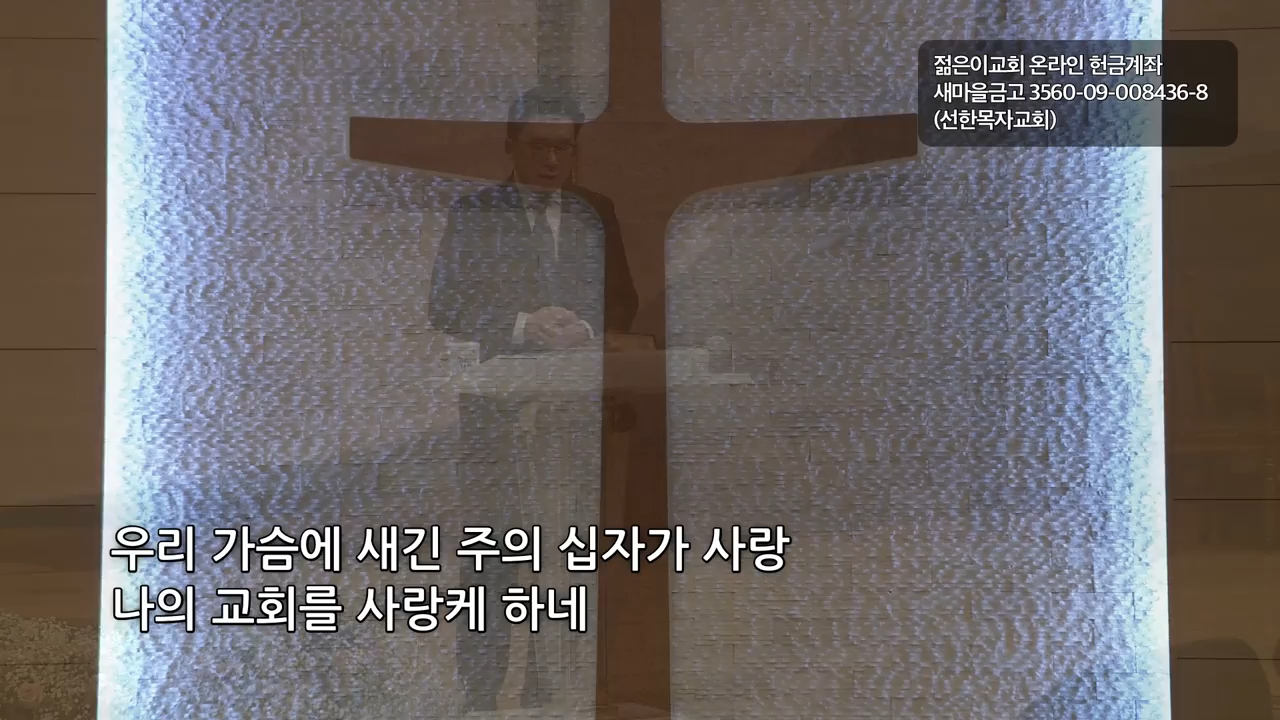 젊은이교회 온라인 헌금계좌
새마을금고 3560-09-008436-8
(선한목자교회)
우리 가슴에 새긴 주의 십자가 사랑
나의 교회를 사랑케 하네